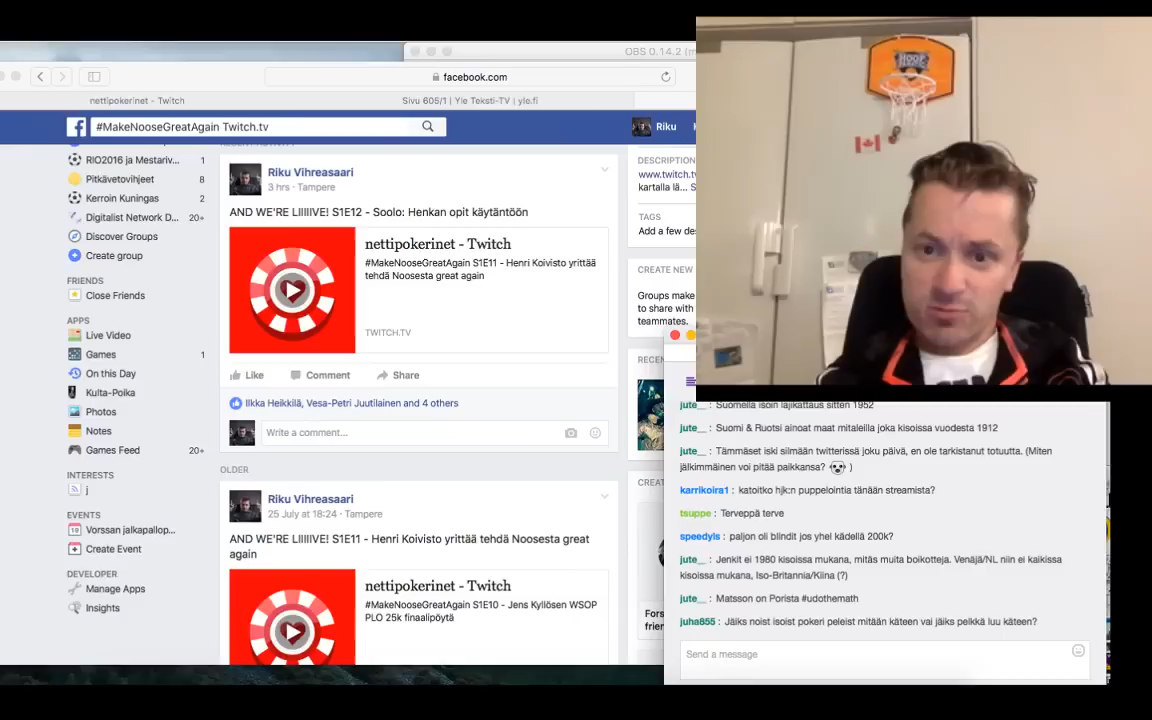 OBS 0.14.2 (m
facebook.com
nettipokerinet - Twitch
Sivu 605/1 | Yle Teksti-TV | yle.fi
#MakeNooseGreatAgain Twitch.tv
Riku
RIO2016 ja Mestariv... 1
Pitkävetovihjeet 8
Kerroin Kuningas 2
Digitalist Network D... 20+
Discover Groups
Create group
FRIENDS
Close Friends
APPS
Live Video
Games 1
On this Day
Kulta-Poika
Photos
Notes
Games Feed 20+
INTERESTS
j
EVENTS
Vorssan jalkapallop...
Create Event
DEVELOPER
Manage Apps
Insights
Riku Vihreasaari
3 hrs · Tampere
AND WE'RE LIIIIIVE! S1E12 - Soolo: Henkan opit käytäntöön
nettipokerinet - Twitch
#MakeNooseGreatAgain S1E11 - Henri Koivisto yrittää
tehdä Noosesta great again
TWITCH.TV
Like Comment Share
Ilkka Heikkilä, Vesa-Petri Juutilainen and 4 others
Write a comment...
OLDER
Riku Vihreasaari
25 July at 18:24 · Tampere
AND WE'RE LIIIIIVE! S1E11 - Henri Koivisto yrittää tehdä Noosesta great
again
nettipokerinet - Twitch
#MakeNooseGreatAgain S1E10 - Jens Kyllösen WSOP
PLO 25k finaalipöytä
DESCRIPTION
www.twitch.tv
kartalla lä... S
TAGS
Add a few des
CREATE NEW
Groups make
to share with
teammates.
RECEN
CREAT
Fors
frien
HOOP
jute__ : Suomella isoin lajikattaus sitten 1952
jute__ : Suomi & Ruotsi ainoat maat mitaleilla joka kisoissa vuodesta 1912
jute__ : Tämmäset iski silmään twitterissä joku päivä, en ole tarkistanut totuutta. (Miten
jälkimmäinen voi pitää paikkansa? )
karrikoira1 : katoitko hjk:n puppelointia tänään streamista?
tsuppe : Terveppä terve
speedyls : paljon oli blindit jos yhel kädellä 200k?
jute__ : Jenkit ei 1980 kisoissa mukana, mitäs muita boikotteja. Venäjä/NL niin ei kaikissa
kisoissa mukana, Iso-Britannia/Kiina (?)
jute__ : Matsson on Porista #udothemath
juha855 : Jäiks noist isoist pokeri peleist mitään käteen vai jäiks pelkkä luu käteen?
Send a message